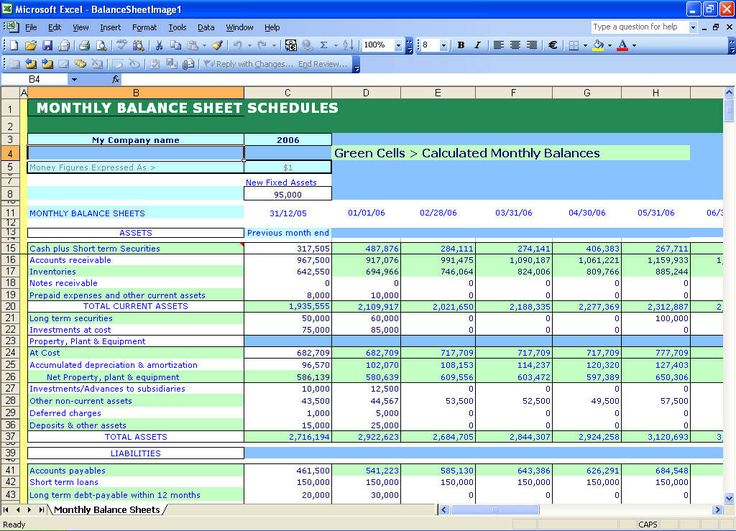 Microsoft Excel - BalanceSheetImage1
File Edit View Insert Format Tools Data Window Help Type a question for help
100% 8 B I U
Reply with Changes... End Review...
B4 fx
A B C D E F G H
1 MONTHLY BALANCE SHEET SCHEDULES
2
3 My Company name 2006
4 Green Cells > Calculated Monthly Balances
5 Money Figures Expressed As > $1
7 New Fixed Assets
8 95,000
11 MONTHLY BALANCE SHEETS 31/12/05 01/01/06 02/28/06 03/31/06 04/30/06 05/31/06 06/3
13 ASSETS Previous month end
15 Cash plus Short term Securities 317,505 487,876 284,111 274,141 406,383 267,711
16 Accounts receivable 967,500 917,076 991,475 1,090,187 1,061,221 1,159,933 1,
17 Inventories 642,550 694,966 746,064 824,006 809,766 885,244
18 Notes receivable 0 0 0 0 0 0
19 Prepaid expenses and other current assets 8,000 10,000 0 0 0 0
20 TOTAL CURRENT ASSETS 1,935,555 2,109,917 2,021,650 2,188,335 2,277,369 2,312,887 2,
21 Long term securities 50,000 60,000 0 0 0 100,000
22 Investments at cost 75,000 85,000 0 0 0 0
23 Property, Plant & Equipment
24 At Cost 682,709 682,709 717,709 717,709 717,709 777,709
25 Accumulated depreciation & amortization 96,570 102,070 108,153 114,237 120,320 127,403
26 Net Property, plant & equipment 586,139 580,639 609,556 603,472 597,389 650,306
27 Investments/Advances to subsidiaries 10,000 12,500 0 0 0 0
28 Other non-current assets 43,500 44,567 53,500 52,500 49,500 57,500
29 Deferred charges 1,000 5,000 0 0 0 0
36 Deposits & other assets 15,000 25,000 0 0 0 0
37 TOTAL ASSETS 2,716,194 2,922,623 2,684,705 2,844,307 2,924,258 3,120,693 3,
39 LIABILITIES
41 Accounts payables 461,500 541,223 585,130 643,386 626,291 684,548
42 Short term loans 150,000 150,000 150,000 150,000 150,000 150,000
43 Long term debt-payable within 12 months 20,000 30,000 0 0 0 0
Monthly Balance Sheets
Ready CAPS